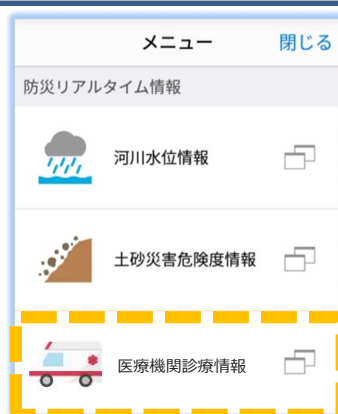 メニュー 閉じる
防災リアルタイム情報
河川水位情報
土砂災害危険度情報
医療機関診療情報